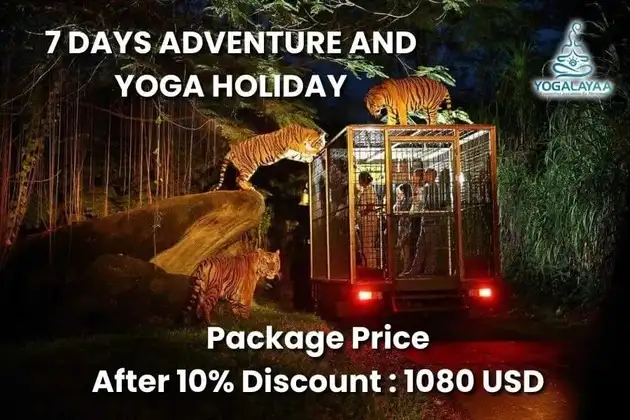 7 DAYS ADVENTURE AND
YOGA HOLIDAY
YOGALAYAA
Package Price
After 10% Discount : 1080 USD